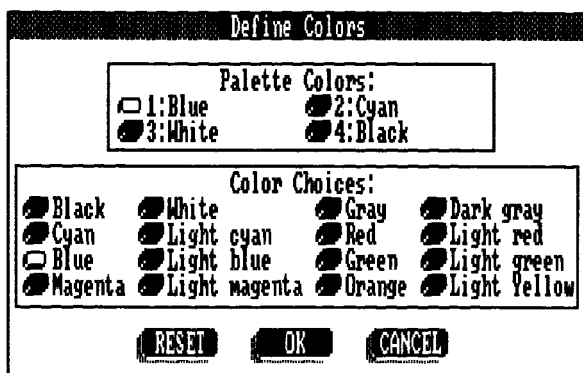 Define Colors
Palette Colors:
1:Blue 2:Cyan
3:White 4:Black
Color Choices:
Black White Gray Dark gray
Cyan Light cyan Red Light red
Blue Light blue Green Light green
Magenta Light magenta Orange Light Yellow
RESET OK CANCEL